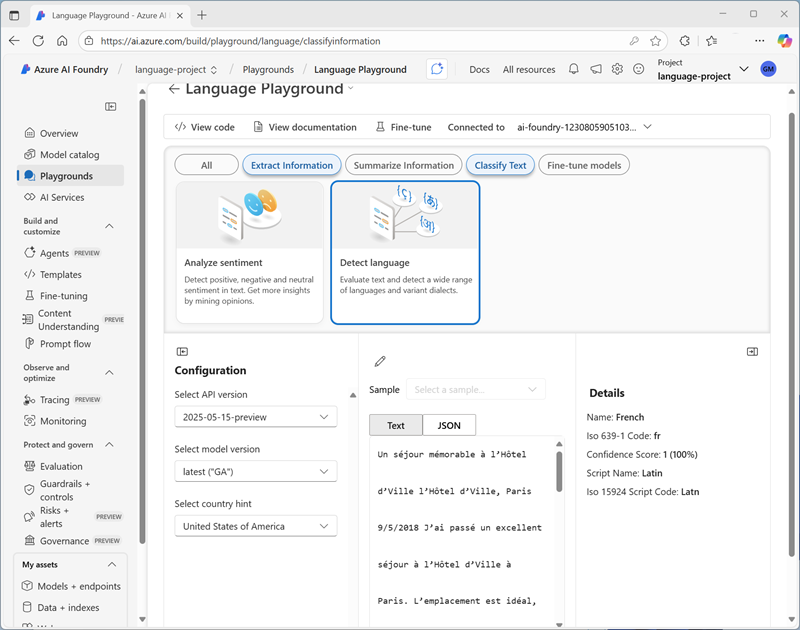 Language Playground - Azure AI
https://ai.azure.com/build/playground/language/classifyinformation
Azure AI Foundry / language-project / Playgrounds / Language Playground
Docs All resources
Project
language-project
GM
Overview
Model catalog
Playgrounds
AI Services
Build and
customize
Agents PREVIEW
Templates
Fine-tuning
Content
Understanding PREVIE
Prompt flow
Observe and
optimize
Tracing PREVIEW
Monitoring
Protect and govern
Evaluation
Guardrails +
controls
Risks +
alerts PREVIEW
Governance PREVIEW
My assets
Models + endpoints
Data + indexes
Language Playground
View code View documentation Fine-tune Connected to ai-foundry-1230805905103...
All Extract Information Summarize Information Classify Text Fine-tune models
Analyze sentiment
Detect positive, negative and neutral
sentiment in text. Get more insights
by mining opinions.
Detect language
Evaluate text and detect a wide range
of languages and variant dialects.
Configuration
Select API version
2025-05-15-preview
Select model version
latest ("GA")
Select country hint
United States of America
Sample Select a sample...
Text JSON
Un séjour mémorable à l’Hôtel
d’Ville l’Hôtel d’Ville, Paris
9/5/2018 J’ai passé un excellent
séjour à l’Hôtel d’Ville à
Paris. L’emplacement est idéal,
Details
Name: French
Iso 639-1 Code: fr
Confidence Score: 1 (100%)
Script Name: Latin
Iso 15924 Script Code: Latn